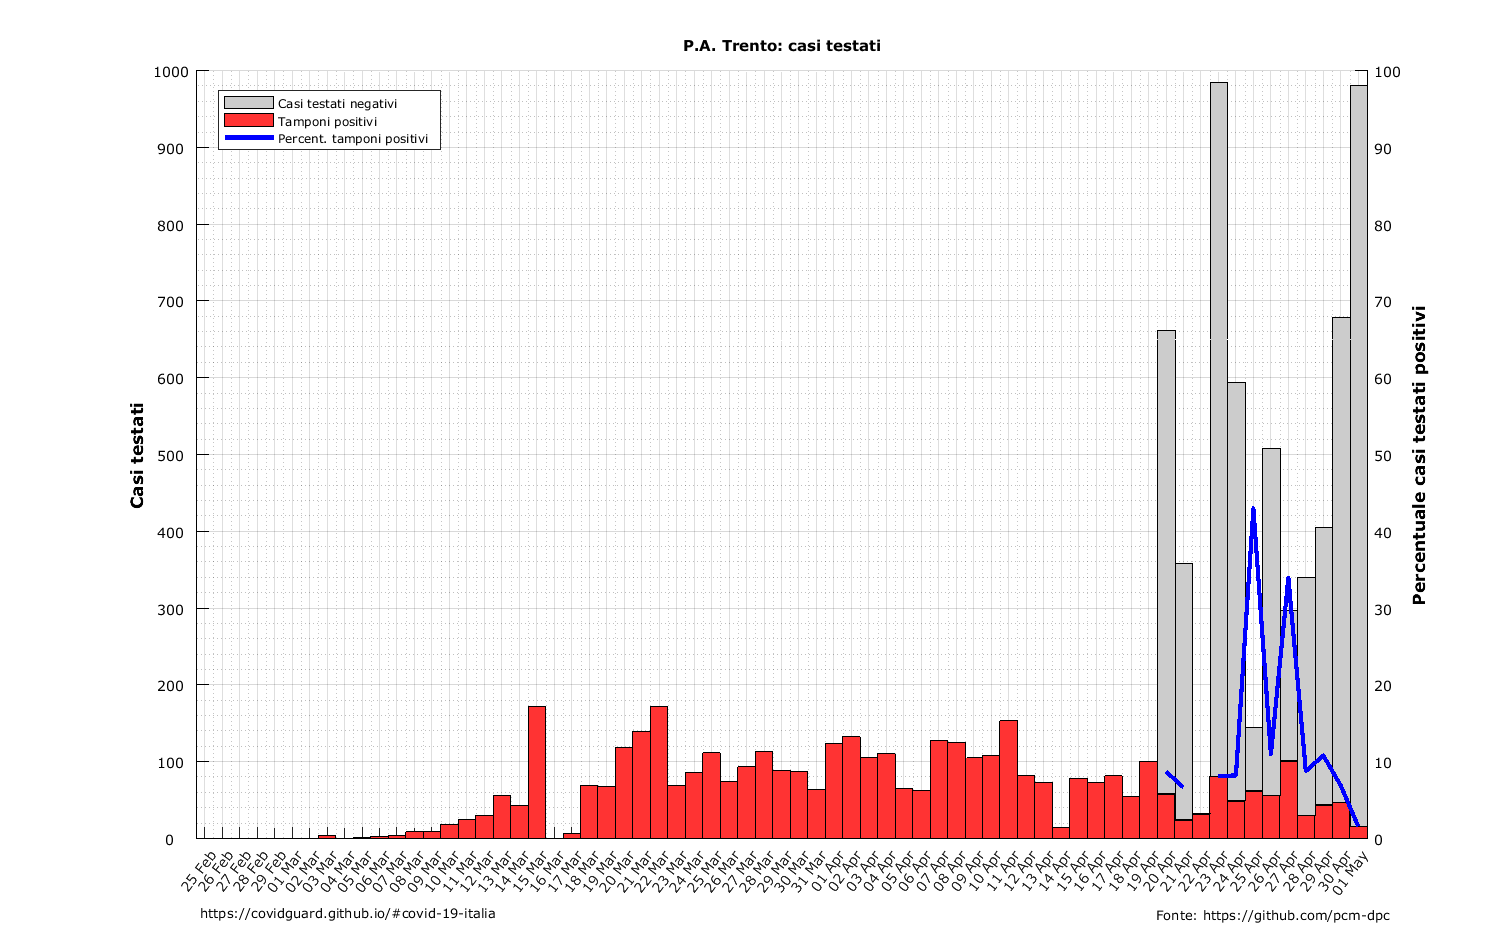 P.A. Trento: casi testati
Casi testati negativi
Tamponi positivi
Percent. tamponi positivi
1000
900
800
700
600
500
400
300
200
100
0
Casi testati
100
90
80
70
60
50
40
30
20
10
0
Percentuale casi testati positivi
25 Feb
26 Feb
27 Feb
28 Feb
29 Feb
01 Mar
02 Mar
03 Mar
04 Mar
05 Mar
06 Mar
07 Mar
08 Mar
09 Mar
10 Mar
11 Mar
12 Mar
13 Mar
14 Mar
15 Mar
16 Mar
17 Mar
18 Mar
19 Mar
20 Mar
21 Mar
22 Mar
23 Mar
24 Mar
25 Mar
26 Mar
27 Mar
28 Mar
29 Mar
30 Mar
31 Mar
01 Apr
02 Apr
03 Apr
04 Apr
05 Apr
06 Apr
07 Apr
08 Apr
09 Apr
10 Apr
11 Apr
12 Apr
13 Apr
14 Apr
15 Apr
16 Apr
17 Apr
18 Apr
19 Apr
20 Apr
21 Apr
22 Apr
23 Apr
24 Apr
25 Apr
26 Apr
27 Apr
28 Apr
29 Apr
30 Apr
01 May
https://covidguard.github.io/#covid-19-italia
Fonte: https://github.com/pcm-dpc